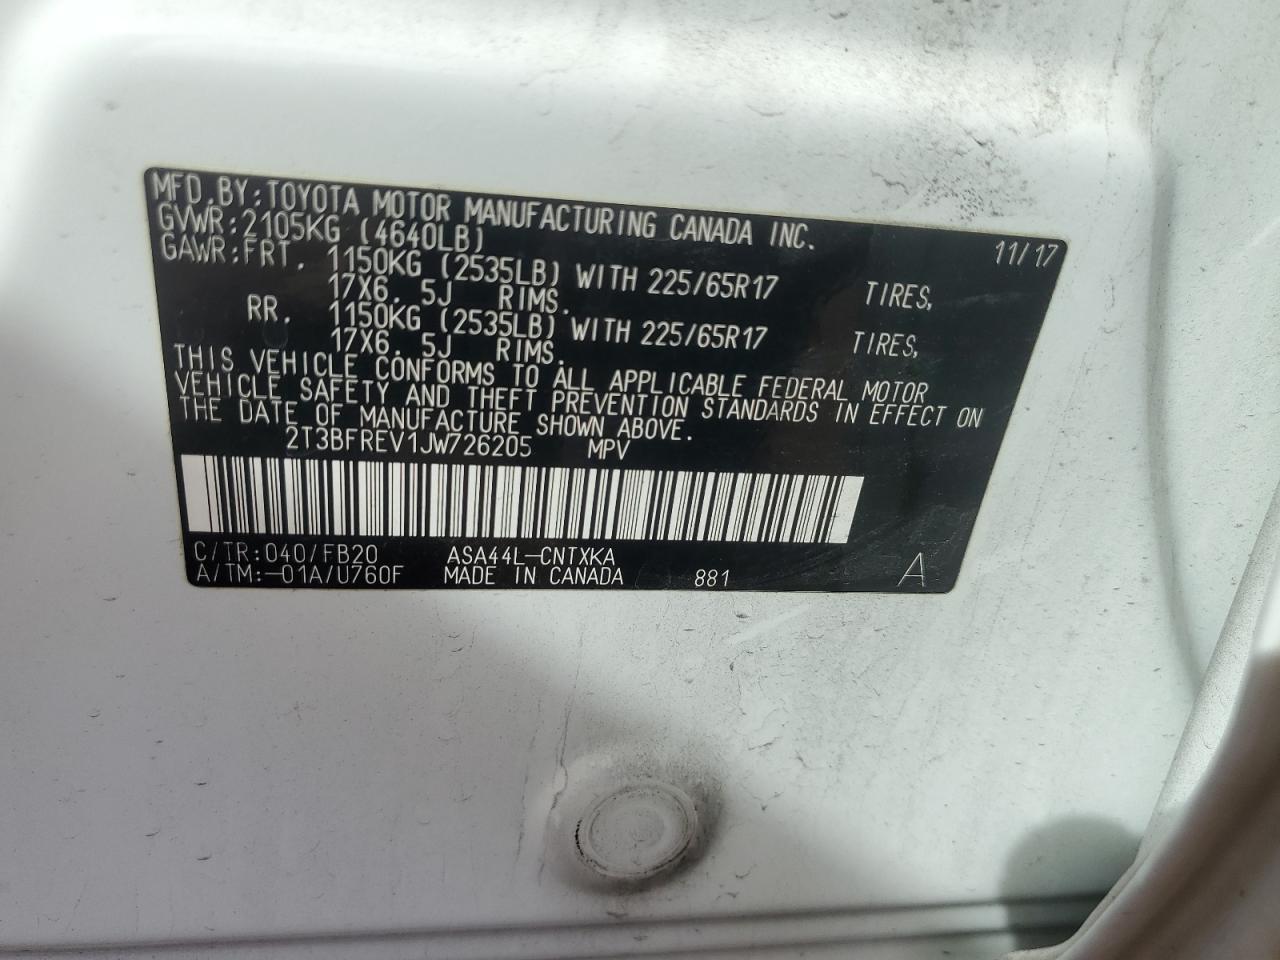 MFD.BY:TOYOTA MOTOR MANUFACTURING CANADA INC. 11/17
GVWR:2105KG (4640LB)
GAWR:FRT. 1150KG (2535LB) WITH 225/65R17 TIRES,
17X6.5J RIMS.
RR. 1150KG (2535LB) WITH 225/65R17 TIRES,
17X6.5J RIMS.
THIS VEHICLE CONFORMS TO ALL APPLICABLE FEDERAL MOTOR
VEHICLE SAFETY AND THEFT PREVENTION STANDARDS IN EFFECT ON
THE DATE OF MANUFACTURE SHOWN ABOVE.
2T3BFREV1JW726205 MPV
C/TR:040/FB20 ASA44L-CNTXKA
A/TM:-01A/U760F MADE IN CANADA 881 A